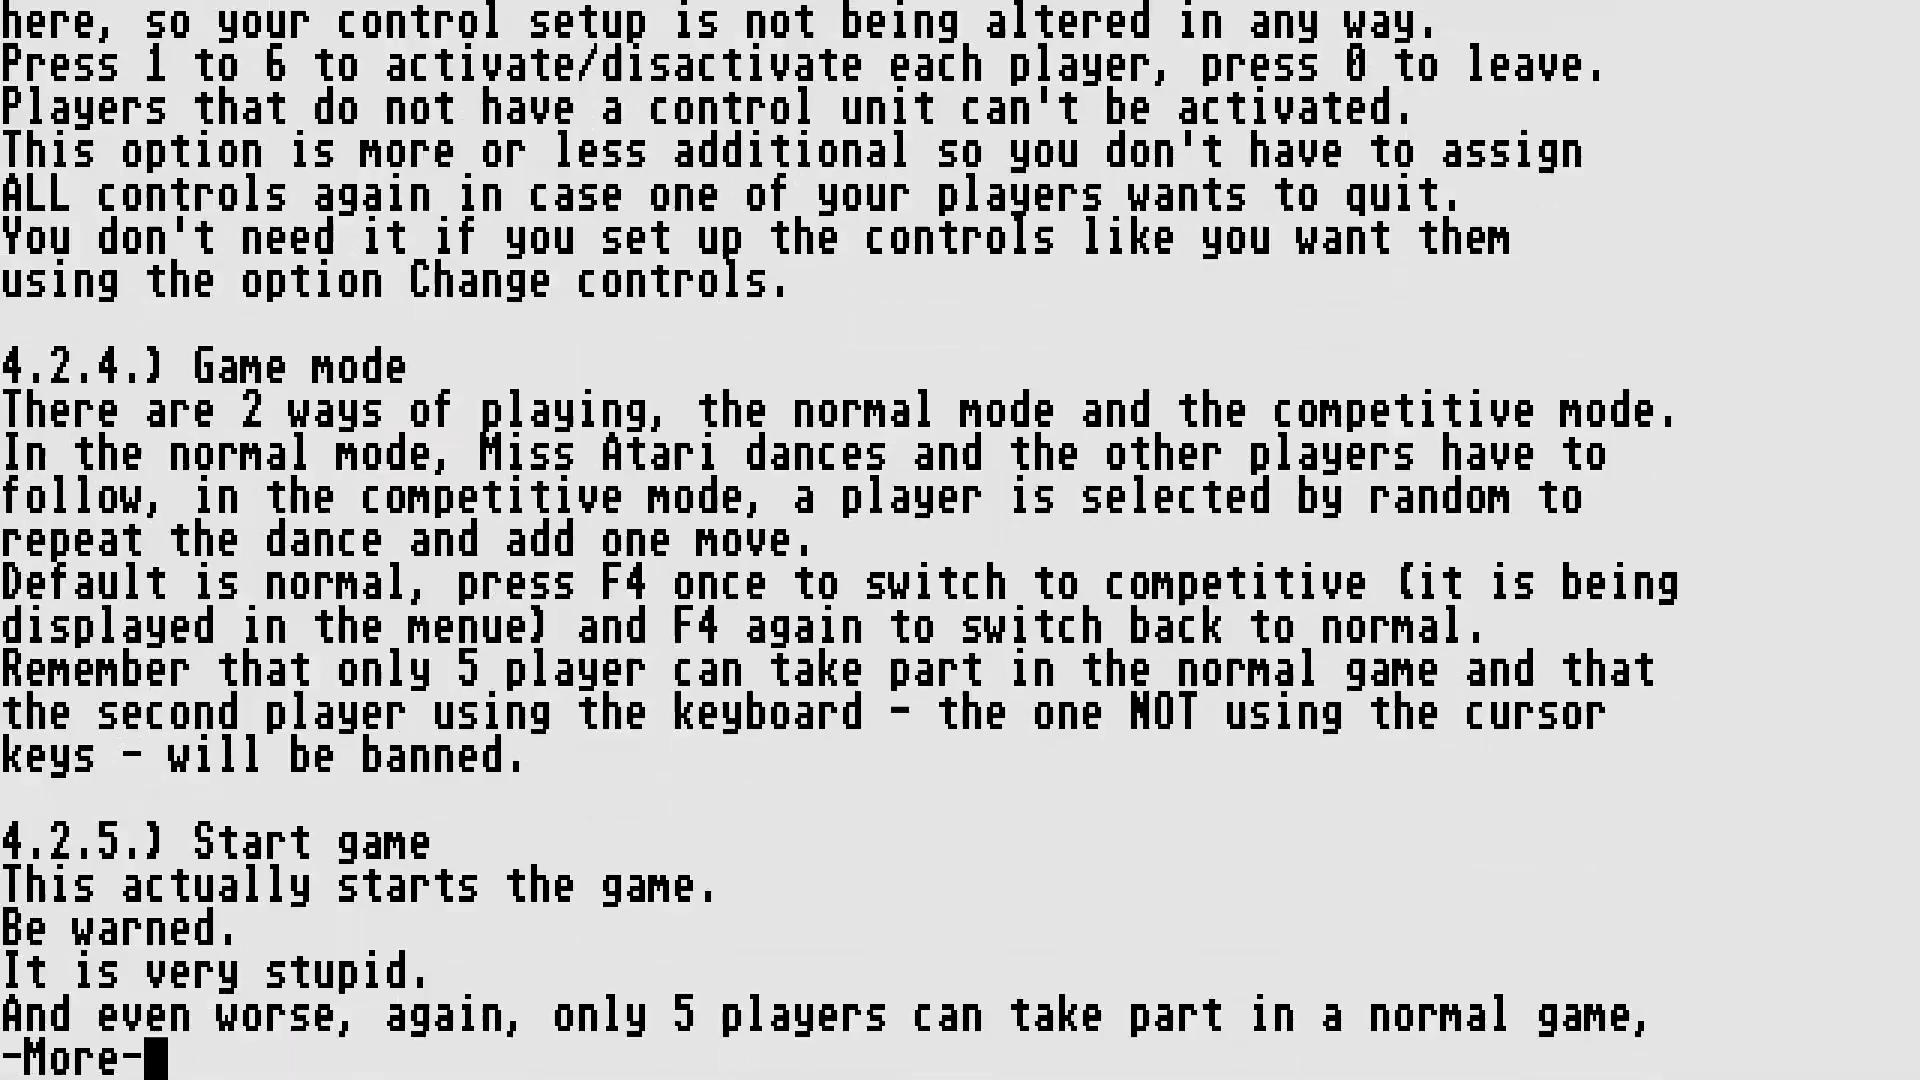 here, so your control setup is not being altered in any way.
Press 1 to 6 to activate/disactivate each player, press 0 to leave.
Players that do not have a control unit can't be activated.
This option is more or less additional so you don't have to assign
ALL controls again in case one of your players wants to quit.
You don't need it if you set up the controls like you want them
using the option Change controls.

4.2.4.) Game mode
There are 2 ways of playing, the normal mode and the competitive mode.
In the normal mode, Miss Atari dances and the other players have to
follow, in the competitive mode, a player is selected by random to
repeat the dance and add one move.
Default is normal, press F4 once to switch to competitive (it is being
displayed in the menue) and F4 again to switch back to normal.
Remember that only 5 player can take part in the normal game and that
the second player using the keyboard - the one NOT using the cursor
keys - will be banned.

4.2.5.) Start game
This actually starts the game.
Be warned.
It is very stupid.
And even worse, again, only 5 players can take part in a normal game,
-More-